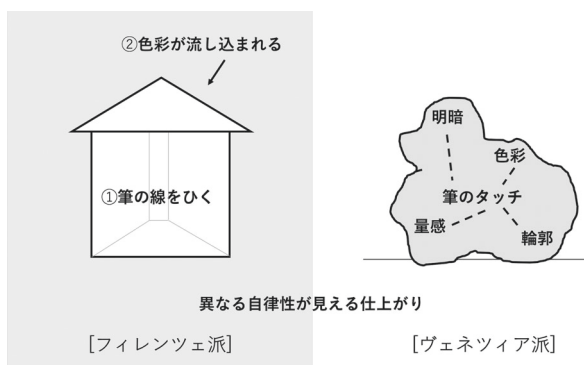 ②色彩が流し込まれる
①筆の線をひく
明暗
色彩
筆のタッチ
量感
輪郭
異なる自律性が見える仕上がり
[フィレンツェ派]
[ヴェネツィア派]